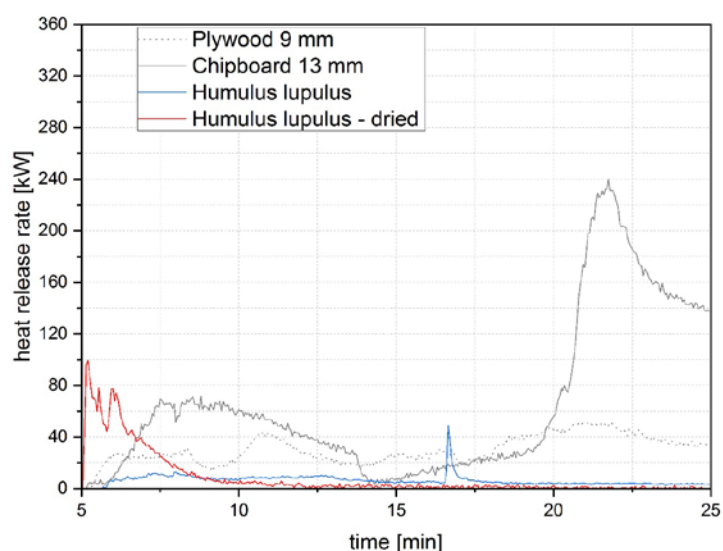 360
320
280
240
200
160
120
80
40
0
heat release rate [kW]
Plywood 9 mm
Chipboard 13 mm
Humulus lupulus
Humulus lupulus - dried
5
10
15
20
25
time [min]